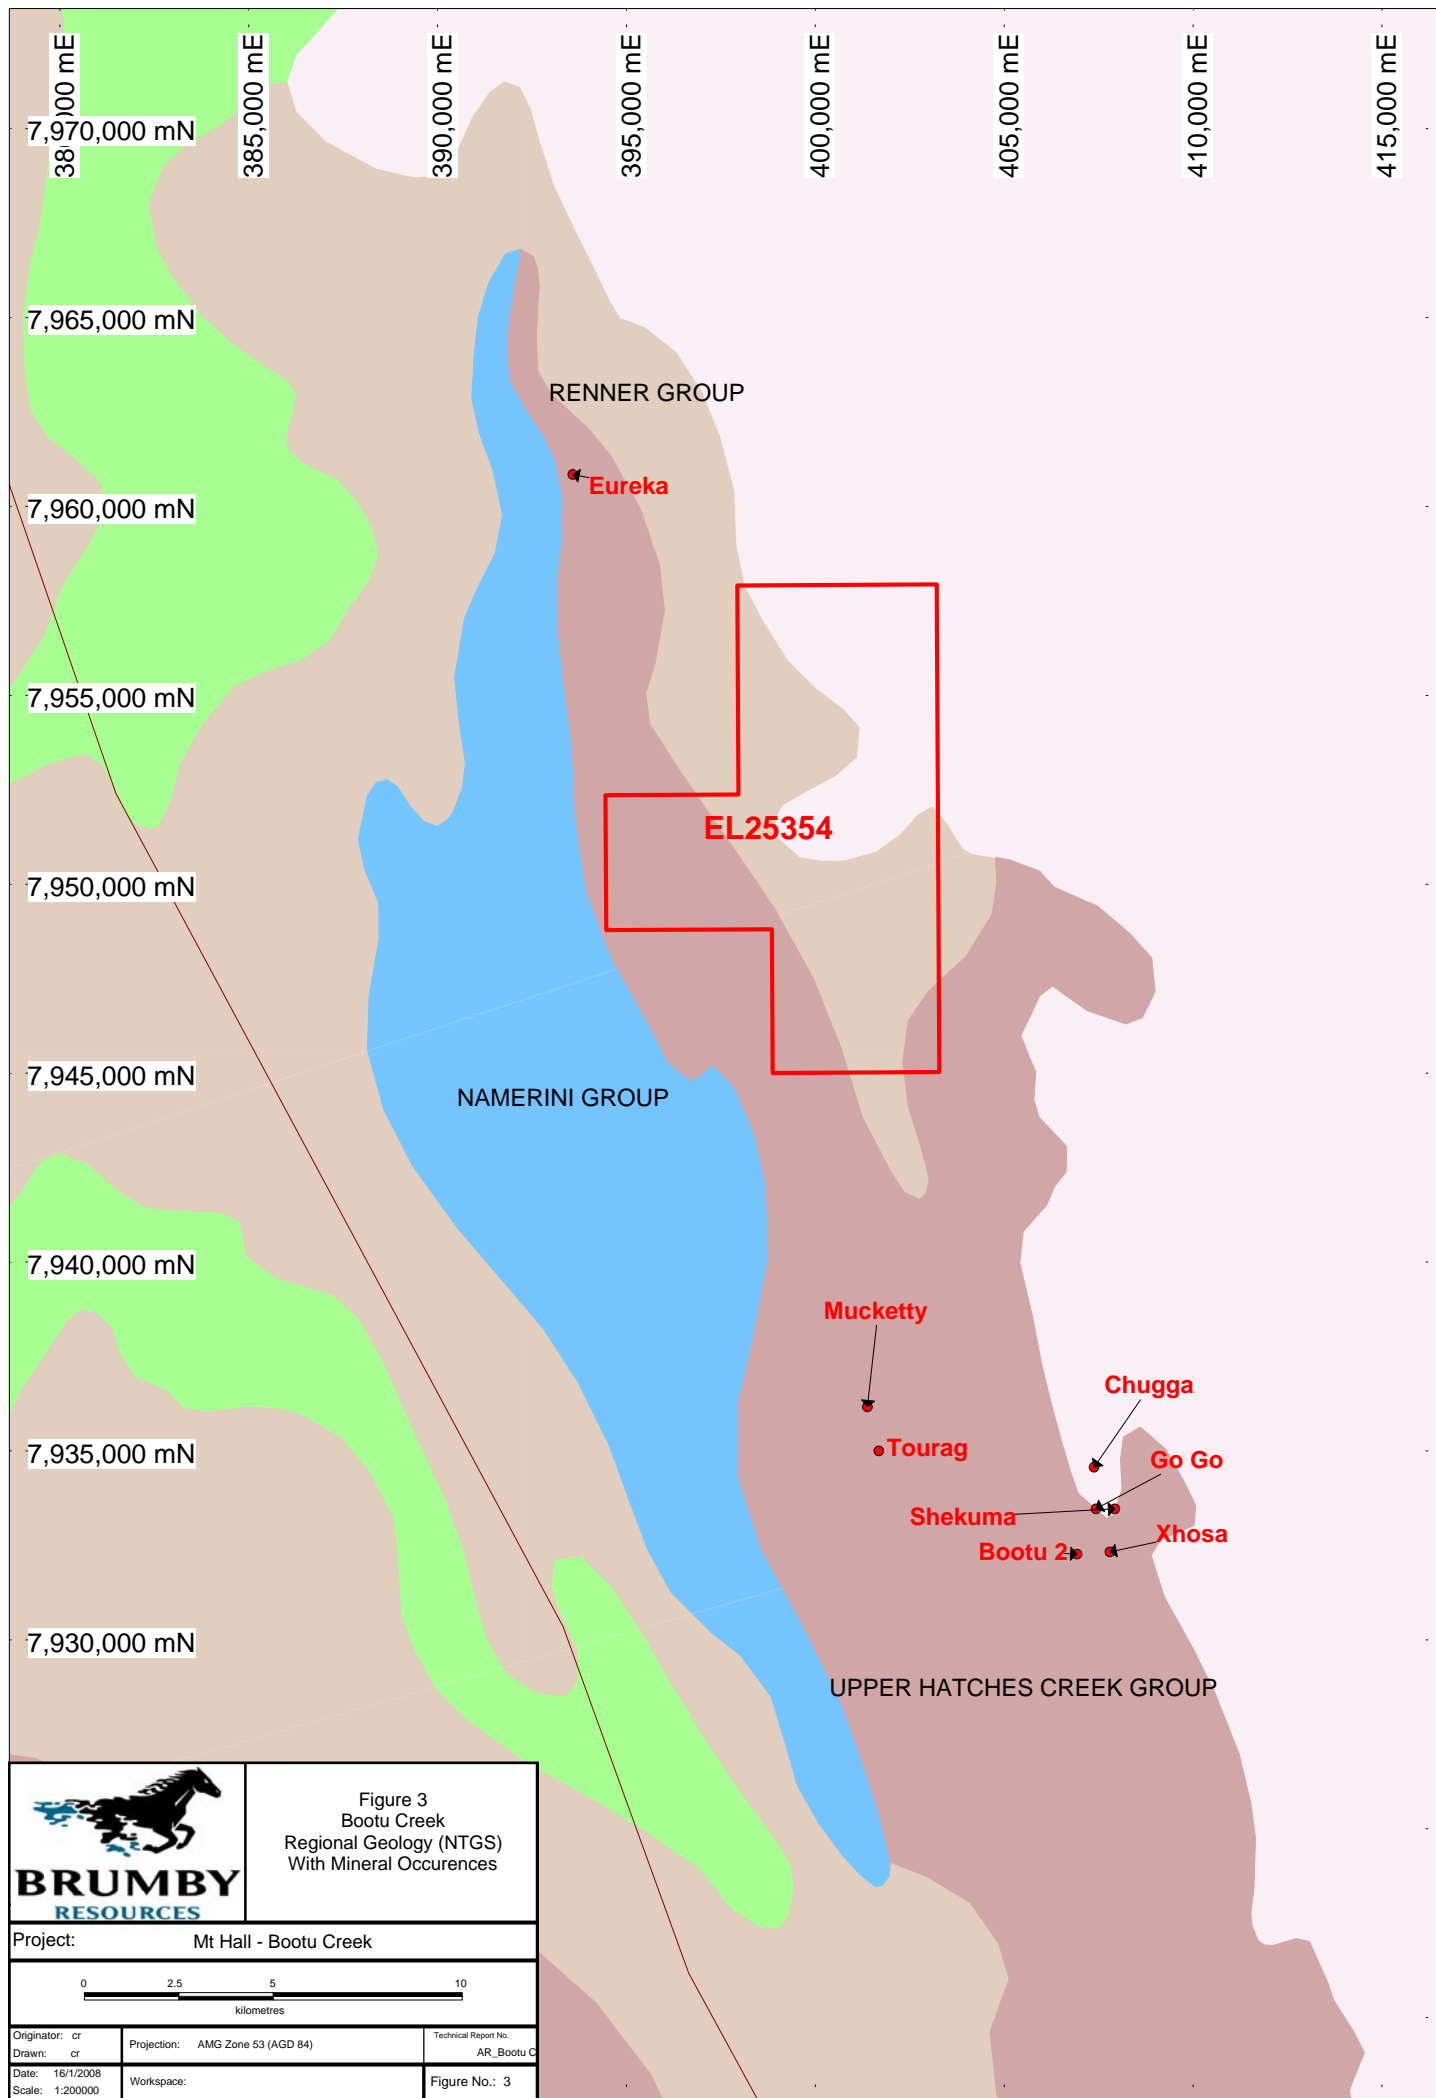 380,000 mE
385,000 mE
390,000 mE
395,000 mE
400,000 mE
405,000 mE
410,000 mE
415,000 mE
7,970,000 mN
7,965,000 mN
RENNER GROUP
Eureka
7,960,000 mN
7,955,000 mN
EL25354
7,950,000 mN
7,945,000 mN
NAMERINI GROUP
7,940,000 mN
Mucketty
Chugga
7,935,000 mN
Tourag
Go Go
Shekuma
Xhosa
Bootu 2
7,930,000 mN
UPPER HATCHES CREEK GROUP
BRUMBY
RESOURCES
Figure 3
Bootu Creek
Regional Geology (NTGS)
With Mineral Occurences
Project: Mt Hall - Bootu Creek
0 2.5 5 10
kilometres
Originator: cr
Drawn: cr
Projection: AMG Zone 53 (AGD 84)
Technical Report No.
AR_Bootu C
Date: 16/1/2008
Scale: 1:200000
Workspace:
Figure No.: 3